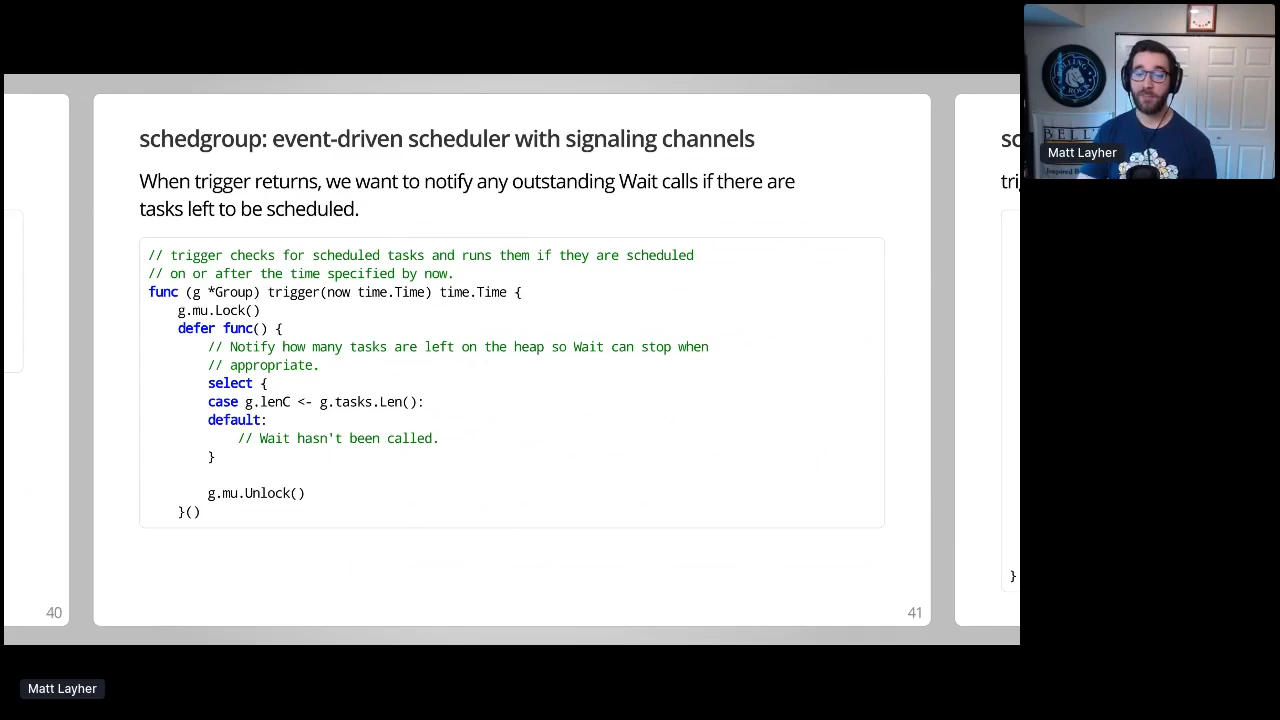 schedgroup: event-driven scheduler with signaling channels
When trigger returns, we want to notify any outstanding Wait calls if there are
tasks left to be scheduled.
// trigger checks for scheduled tasks and runs them if they are scheduled
// on or after the time specified by now.
func (g *Group) trigger(now time.Time) time.Time {
    g.mu.Lock()
    defer func() {
        // Notify how many tasks are left on the heap so Wait can stop when
        // appropriate.
        select {
        case g.lenC <- g.tasks.Len():
        default:
            // Wait hasn't been called.
        }
        g.mu.Unlock()
    }()
40
41
sc
tri
}
BELL'S
Matt Layher
Matt Layher